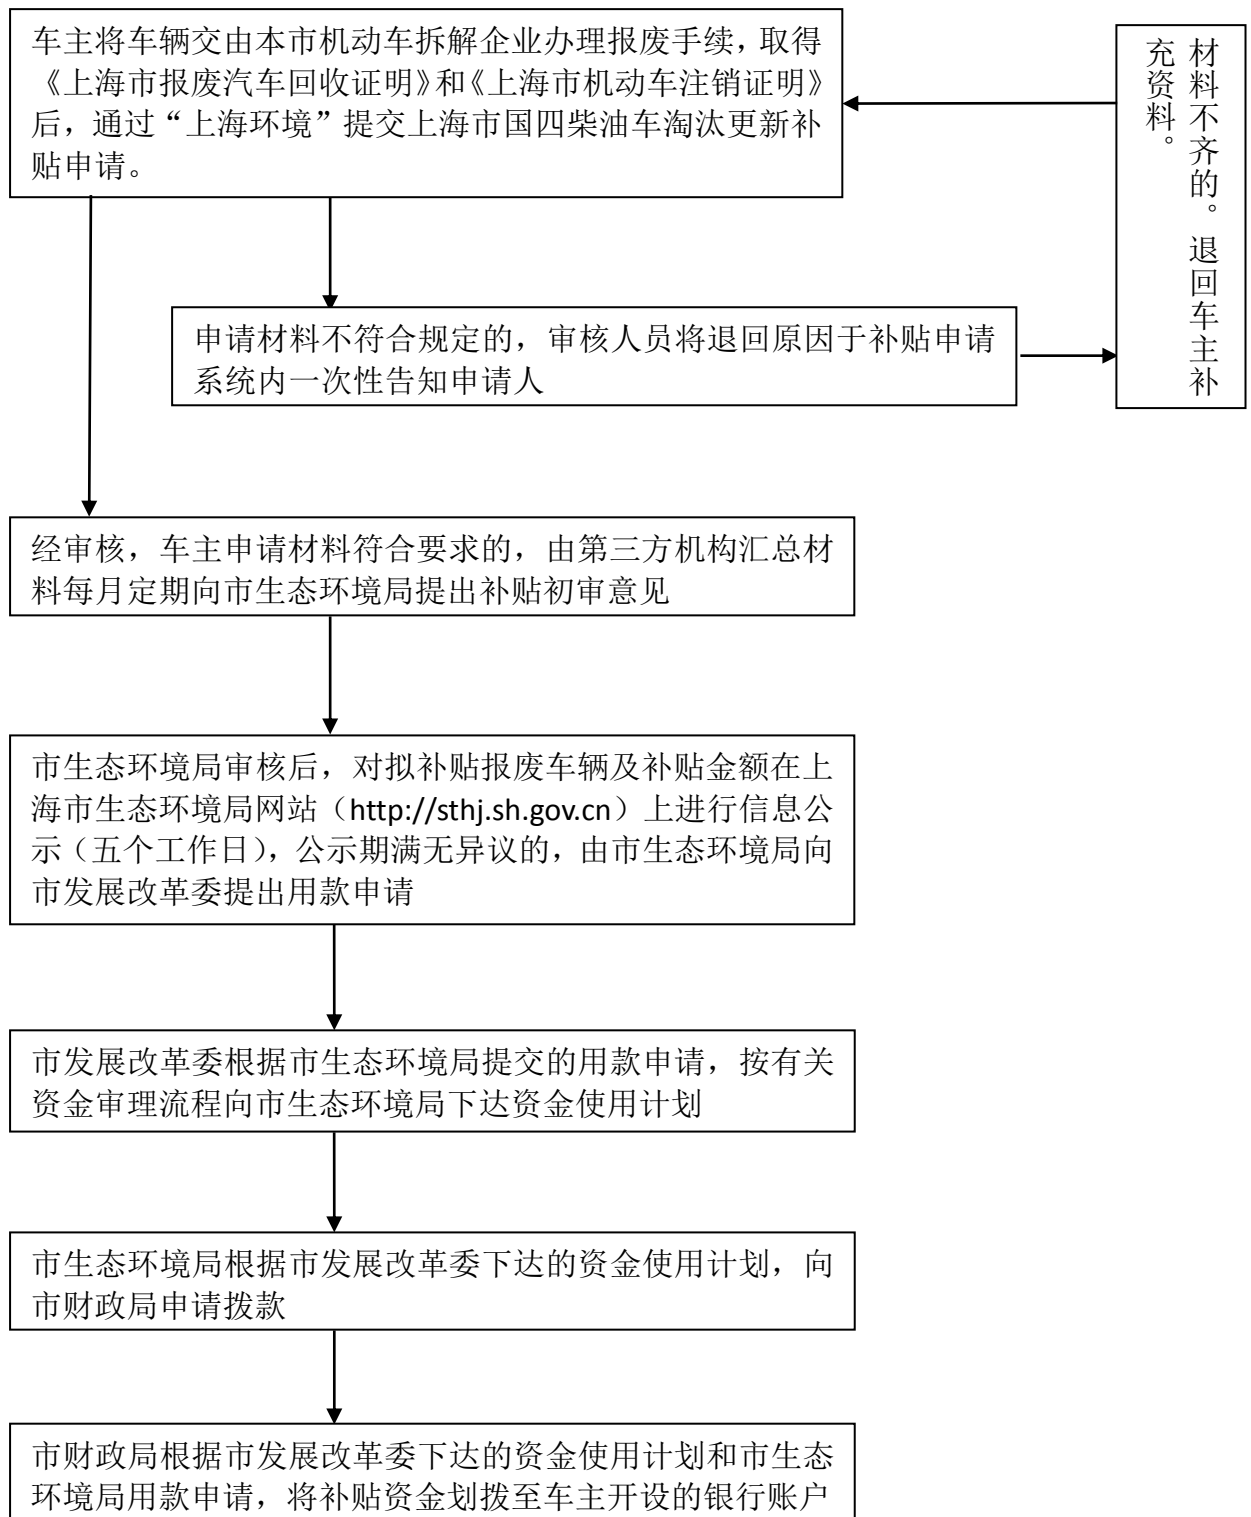 车主将车辆交由本市机动车拆解企业办理报废手续，取得
《上海市报废汽车回收证明》和《上海市机动车注销证明》
后，通过“上海环境”提交上海市国四柴油车淘汰更新补
贴申请。
材料不齐的。退回车主补
充资料。
申请材料不符合规定的，审核人员将退回原因于补贴申请
系统内一次性告知申请人
经审核，车主申请材料符合要求的，由第三方机构汇总材
料每月定期向市生态环境局提出补贴初审意见
市生态环境局审核后，对拟补贴报废车辆及补贴金额在上
海市生态环境局网站（http://sthj.sh.gov.cn）上进行信息公
示（五个工作日），公示期满无异议的，由市生态环境局向
市发展改革委提出用款申请
市发展改革委根据市生态环境局提交的用款申请，按有关
资金审理流程向市生态环境局下达资金使用计划
市生态环境局根据市发展改革委下达的资金使用计划，向
市财政局申请拨款
市财政局根据市发展改革委下达的资金使用计划和市生态
环境局用款申请，将补贴资金划拨至车主开设的银行账户